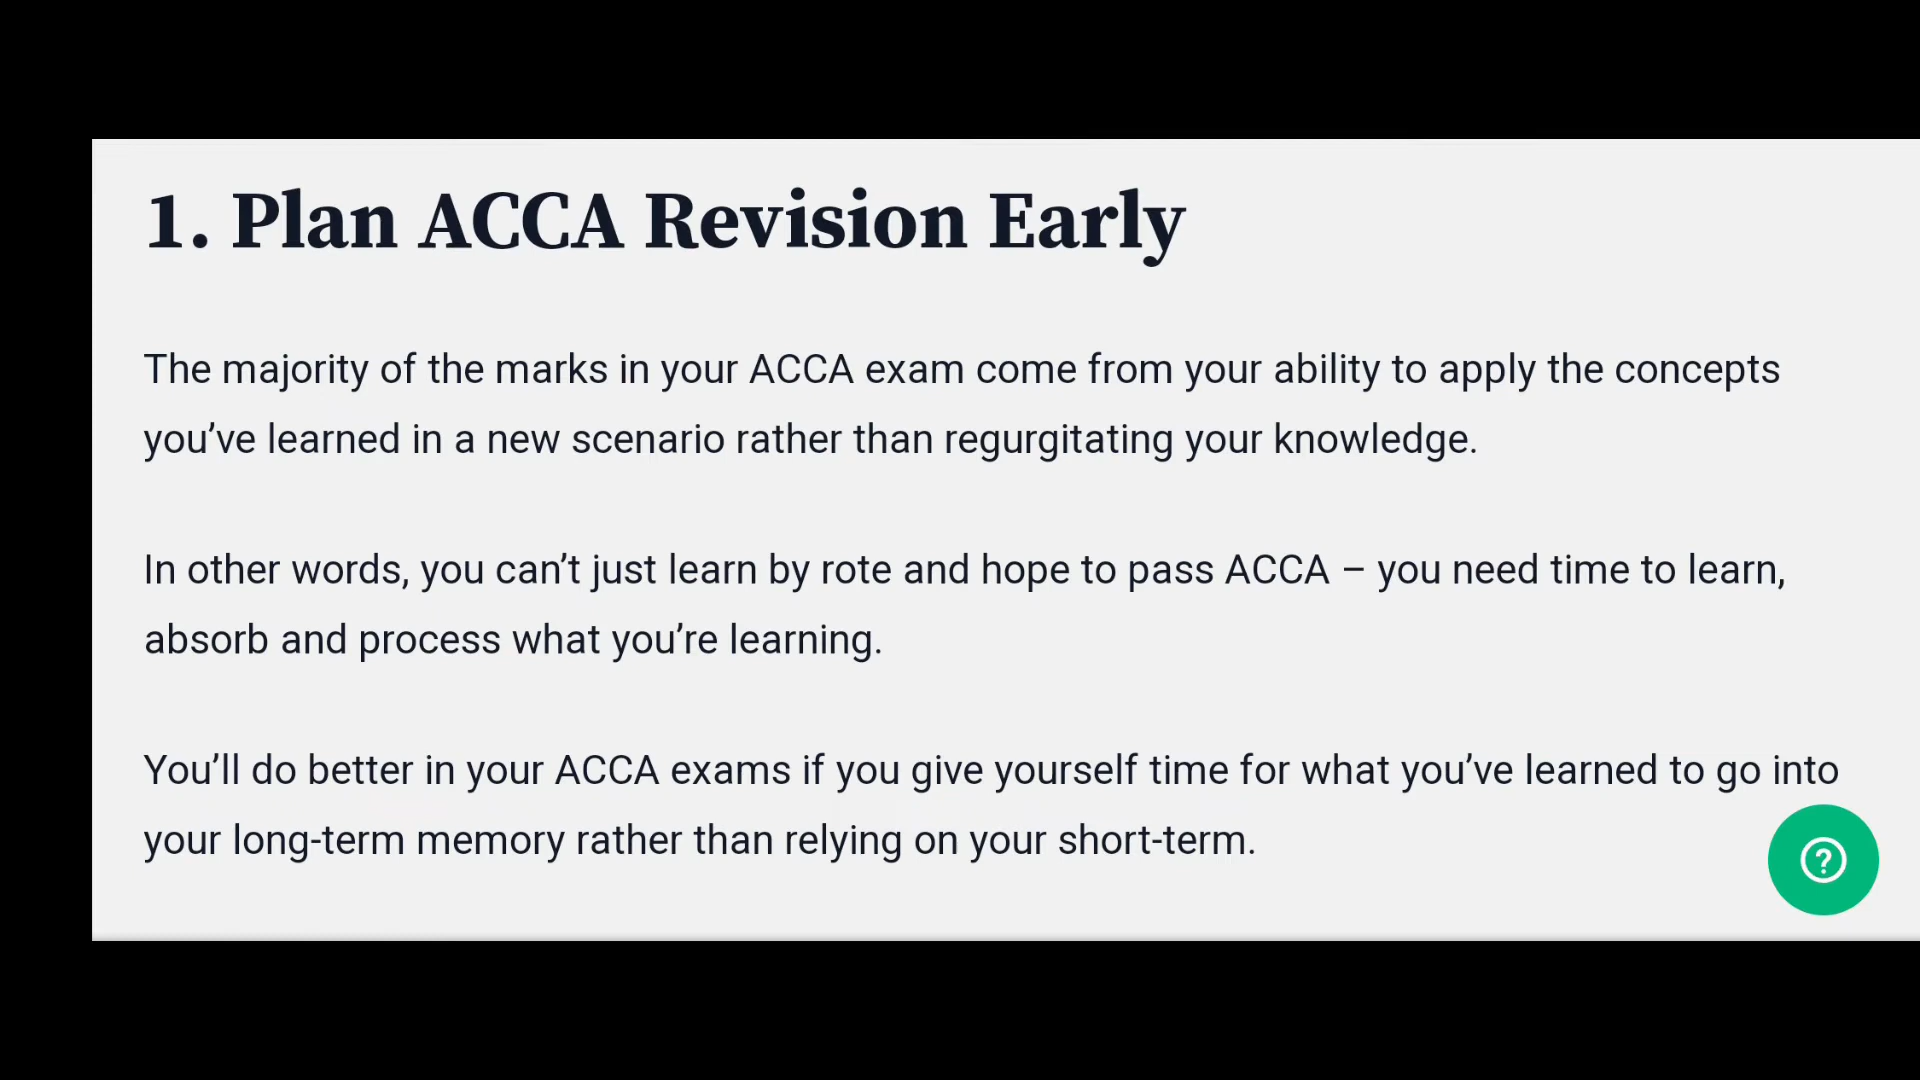 1. Plan ACCA Revision Early
The majority of the marks in your ACCA exam come from your ability to apply the concepts
you’ve learned in a new scenario rather than regurgitating your knowledge.
In other words, you can’t just learn by rote and hope to pass ACCA – you need time to learn,
absorb and process what you’re learning.
You’ll do better in your ACCA exams if you give yourself time for what you’ve learned to go into
your long-term memory rather than relying on your short-term.
?